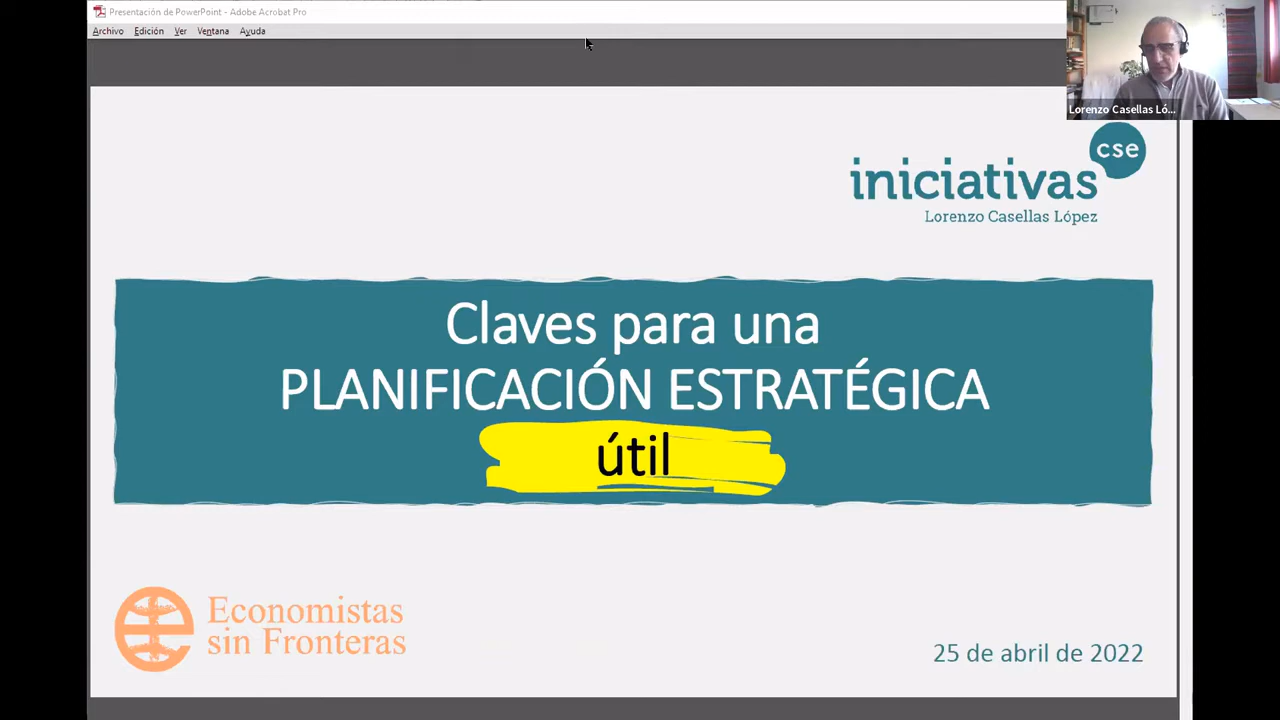 Presentación de PowerPoint - Adobe Acrobat Pro
Archivo Edición Ver Ventana Ayuda
Lorenzo Casellas Ló...
cse
iniciativas
Lorenzo Casellas López
Claves para una
PLANIFICACIÓN ESTRATÉGICA
útil
Economistas
sin Fronteras
25 de abril de 2022